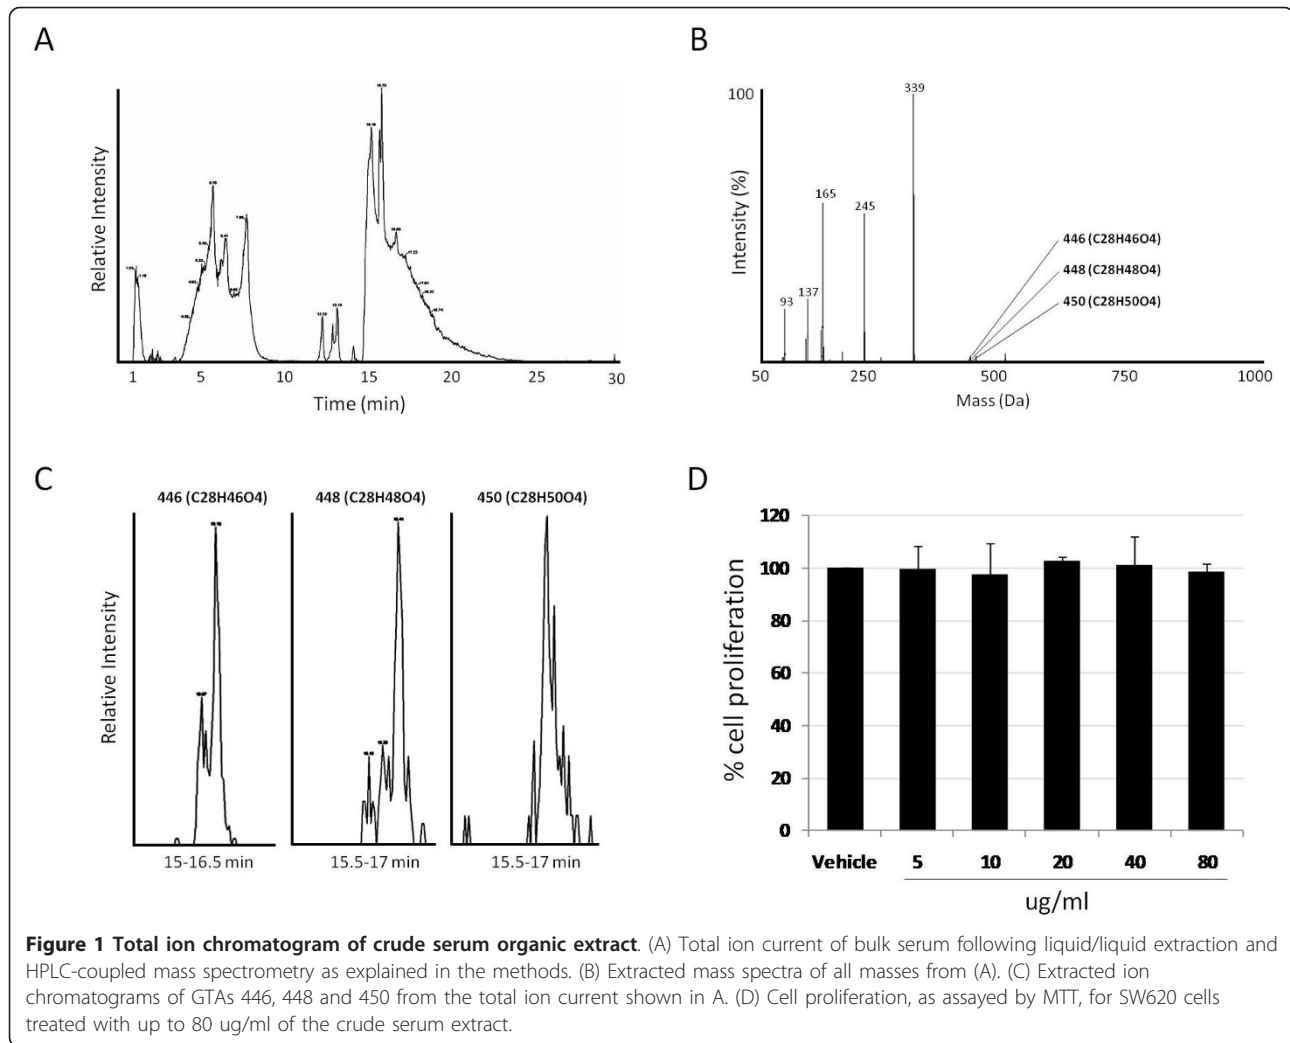 A
Relative Intensity
1
5
10
15
20
25
30
Time (min)
B
100
Intensity (%)
339
165
245
137
93
446 (C28H46O4)
448 (C28H48O4)
450 (C28H50O4)
50
250
500
750
1000
Mass (Da)
C
446 (C28H46O4)
448 (C28H48O4)
450 (C28H50O4)
Relative Intensity
15-16.5 min
15.5-17 min
15.5-17 min
D
% cell proliferation
120
100
80
60
40
20
0
Vehicle
5
10
20
40
80
ug/ml
Figure 1 Total ion chromatogram of crude serum organic extract. (A) Total ion current of bulk serum following liquid/liquid extraction and
HPLC-coupled mass spectrometry as explained in the methods. (B) Extracted mass spectra of all masses from (A). (C) Extracted ion
chromatograms of GTAs 446, 448 and 450 from the total ion current shown in A. (D) Cell proliferation, as assayed by MTT, for SW620 cells
treated with up to 80 ug/ml of the crude serum extract.